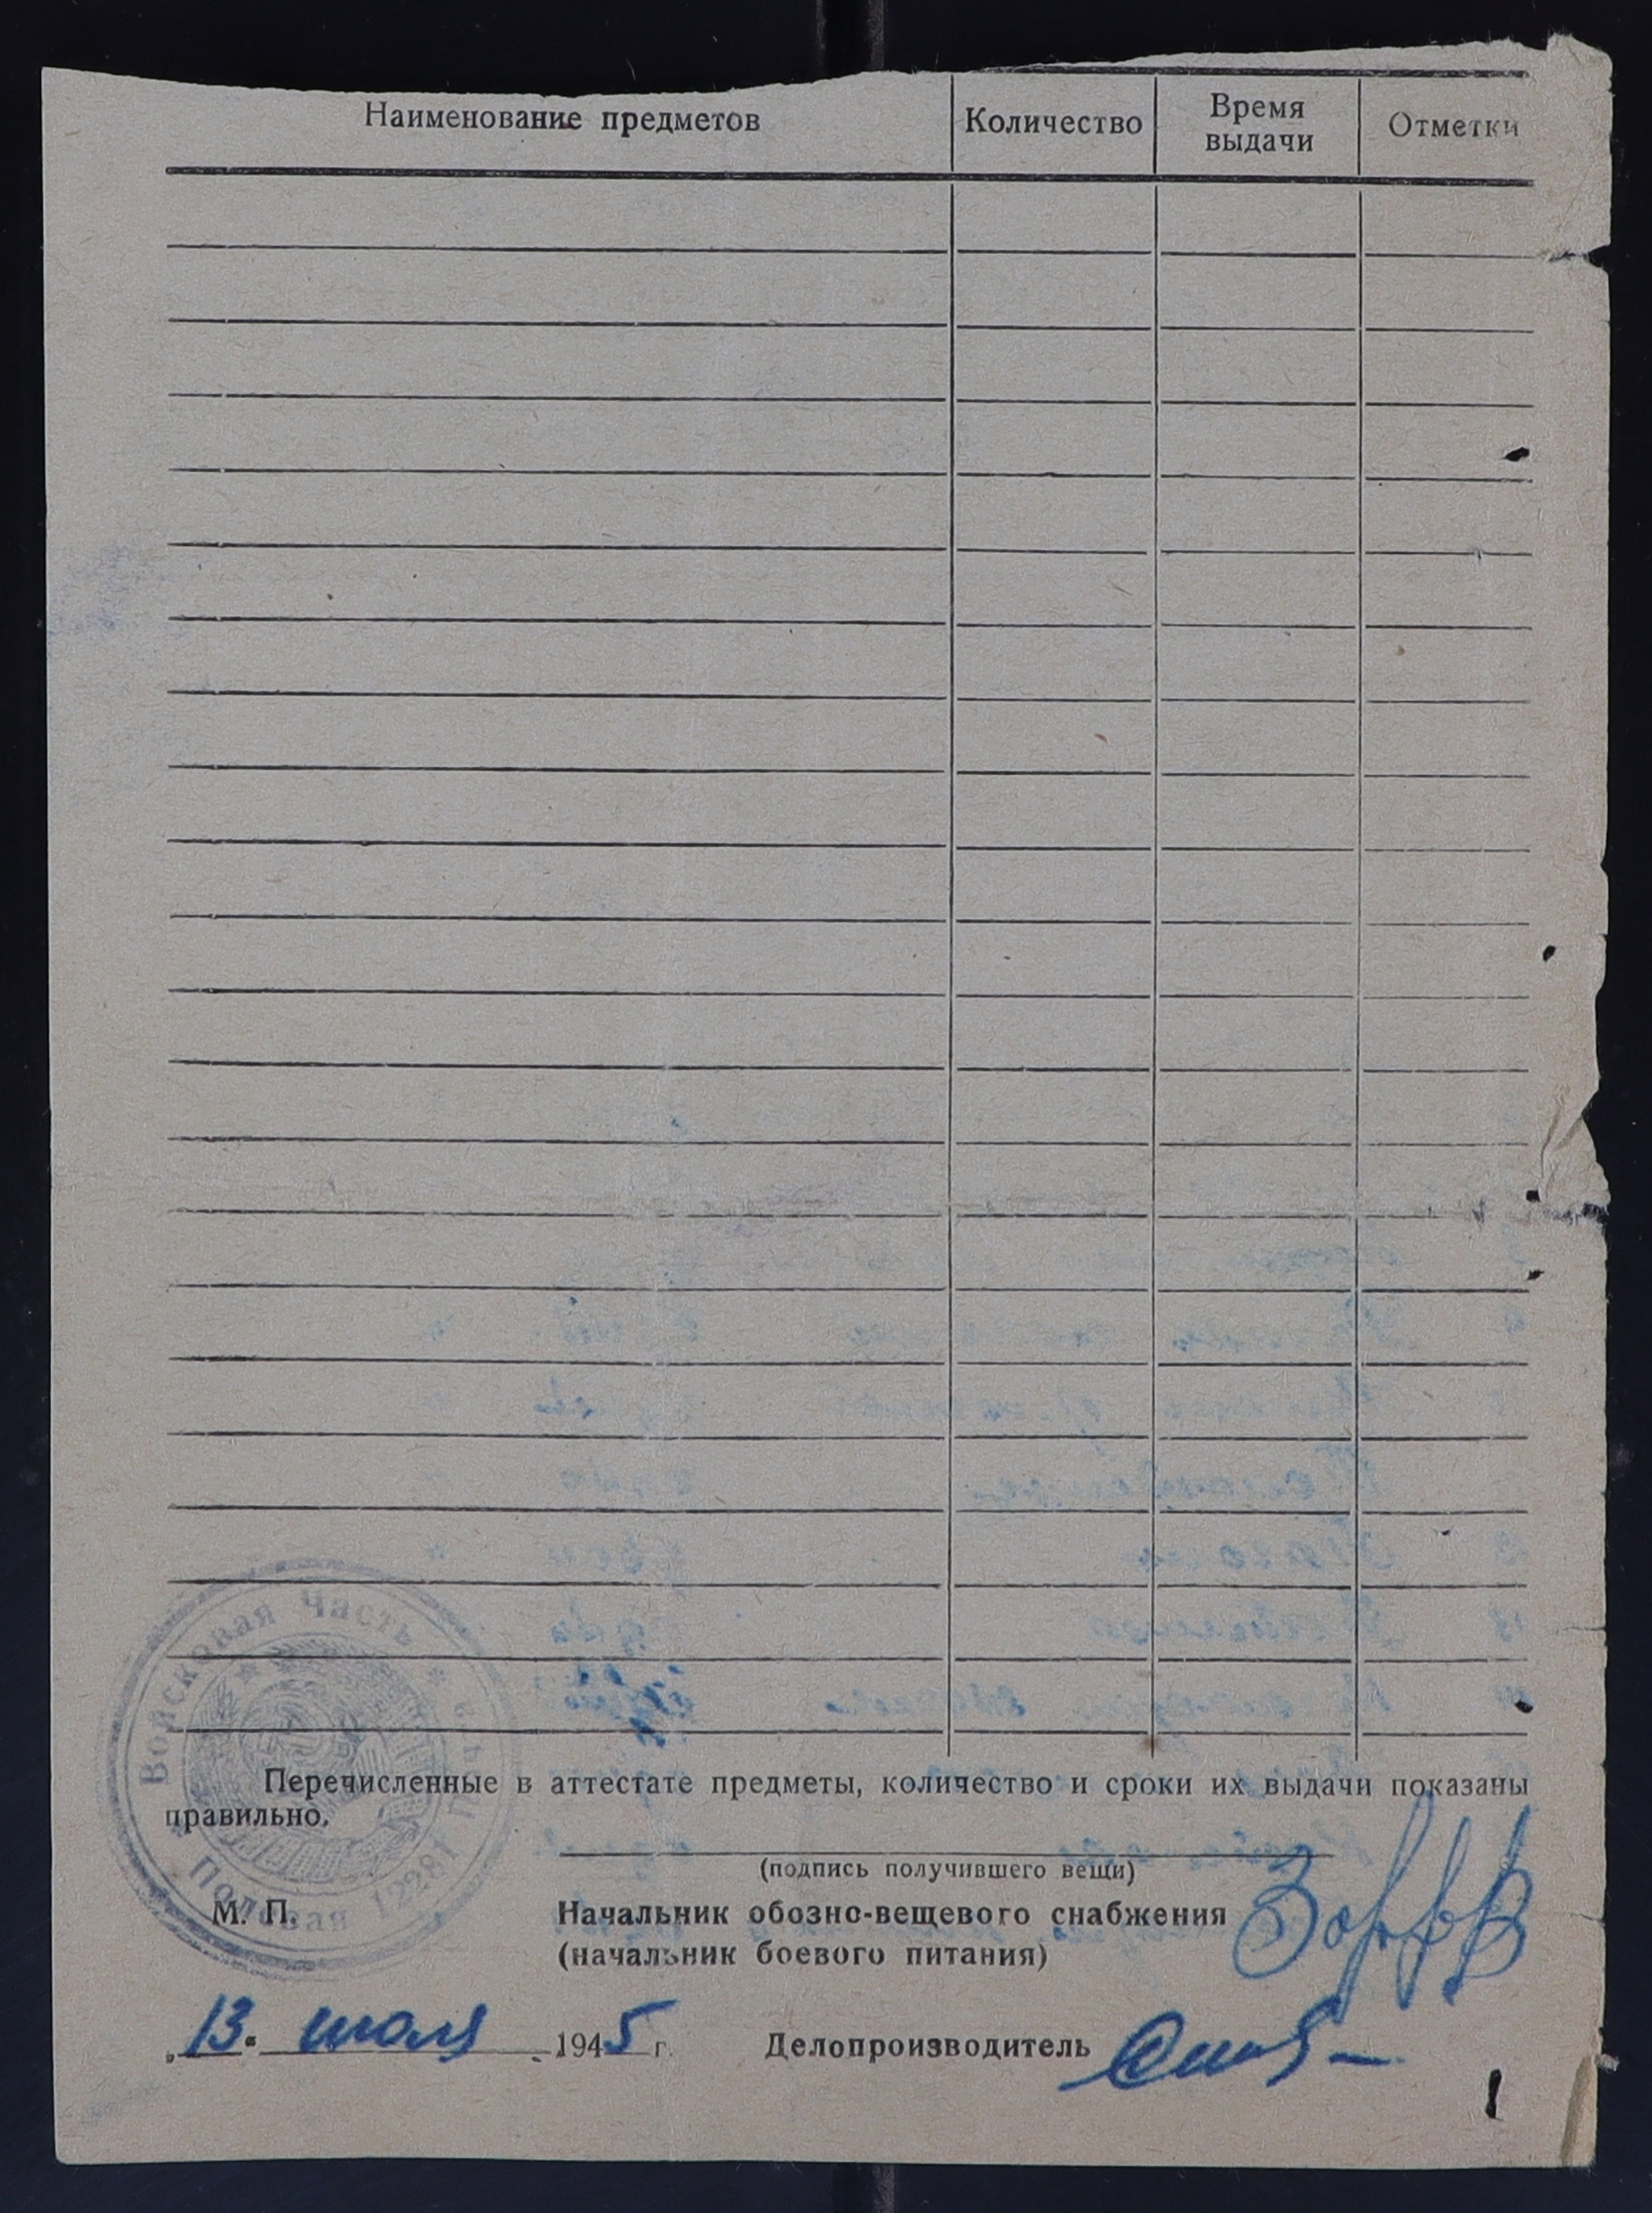 Наименование предметов
Количество
Время
выдачи
Отметки
Перечисленные в аттестате предметы, количество и сроки их выдачи показаны
правильно.
(подпись получившего вещи)
М. П.
Начальник обозно-вещевого снабжения
(начальник боевого питания)
13. июля 1945 г.
Делопроизводитель
Войсковая Часть
Полевая 12281